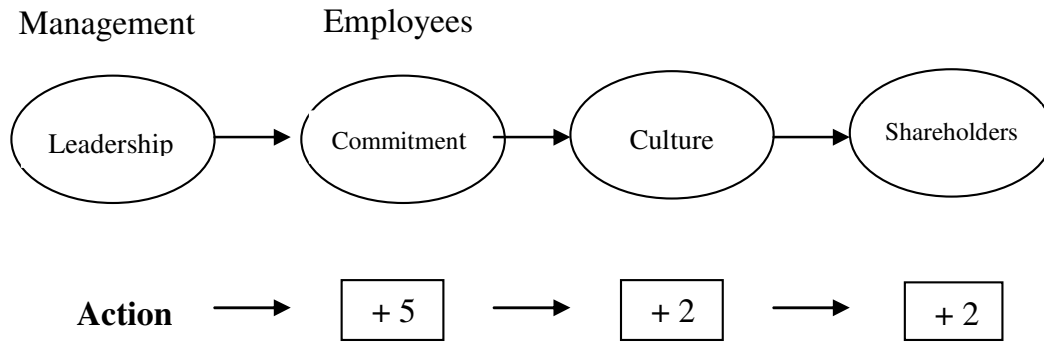 Management Employees
Leadership Commitment Culture Shareholders
Action + 5 + 2 + 2